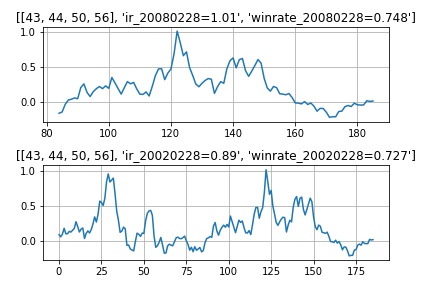 [[43, 44, 50, 56], 'ir_20080228=1.01', 'winrate_20080228=0.748']
1.0
0.5
0.0
80 100 120 140 160 180
[[43, 44, 50, 56], 'ir_20020228=0.89', 'winrate_20020228=0.727']
1.0
0.5
0.0
0 25 50 75 100 125 150 175